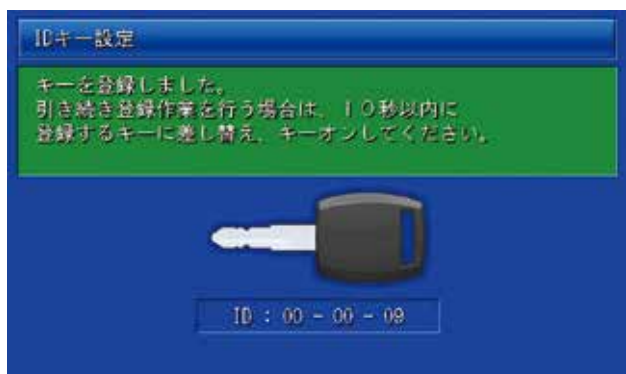 IDキー設定
キーを登録しました。
引き続き登録作業を行う場合は、１０秒以内に
登録するキーに差し替え、キーオンしてください。
ID : 00 - 00 - 09